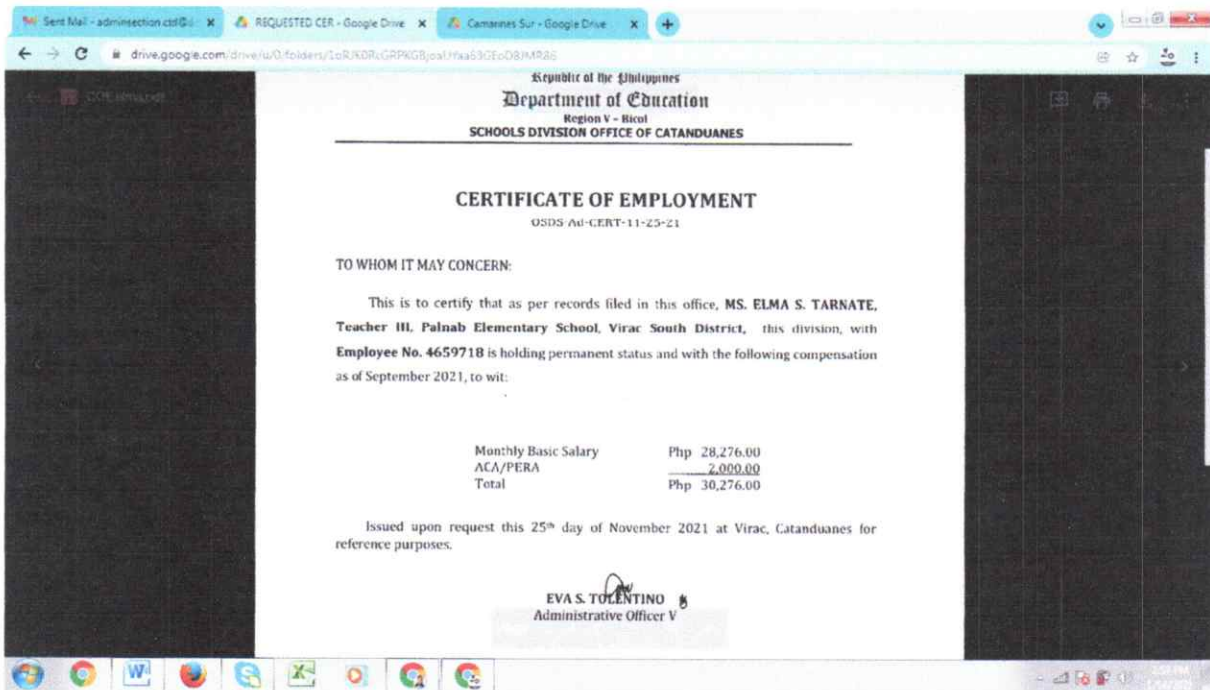 Sent Mail - adminsection.ctd@d
REQUESTED CER - Google Drive
Camarines Sur - Google Drive
COE elma.pdf
Republic of the Philippines
Department of Education
Region V – Bicol
SCHOOLS DIVISION OFFICE OF CATANDUANES
CERTIFICATE OF EMPLOYMENT
OSDS-Ad-CERT-11-25-21
TO WHOM IT MAY CONCERN:
This is to certify that as per records filed in this office, MS. ELMA S. TARNATE,
Teacher III, Palnab Elementary School, Virac South District, this division, with
Employee No. 4659718 is holding permanent status and with the following compensation
as of September 2021, to wit:
Monthly Basic Salary Php 28,276.00
ACA/PERA 2,000.00
Total Php 30,276.00
Issued upon request this 25th day of November 2021 at Virac, Catanduanes for
reference purposes.
EVA S. TOLENTINO
Administrative Officer V